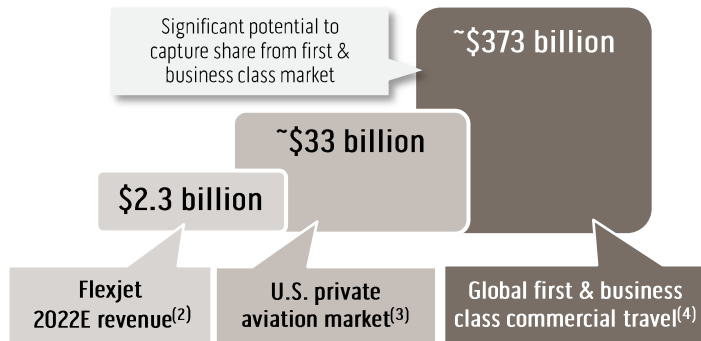 Significant potential to
capture share from first &
business class market
~$373 billion
~$33 billion
$2.3 billion
Flexjet
2022E revenue(2)
U.S. private
aviation market(3)
Global first & business
class commercial travel(4)